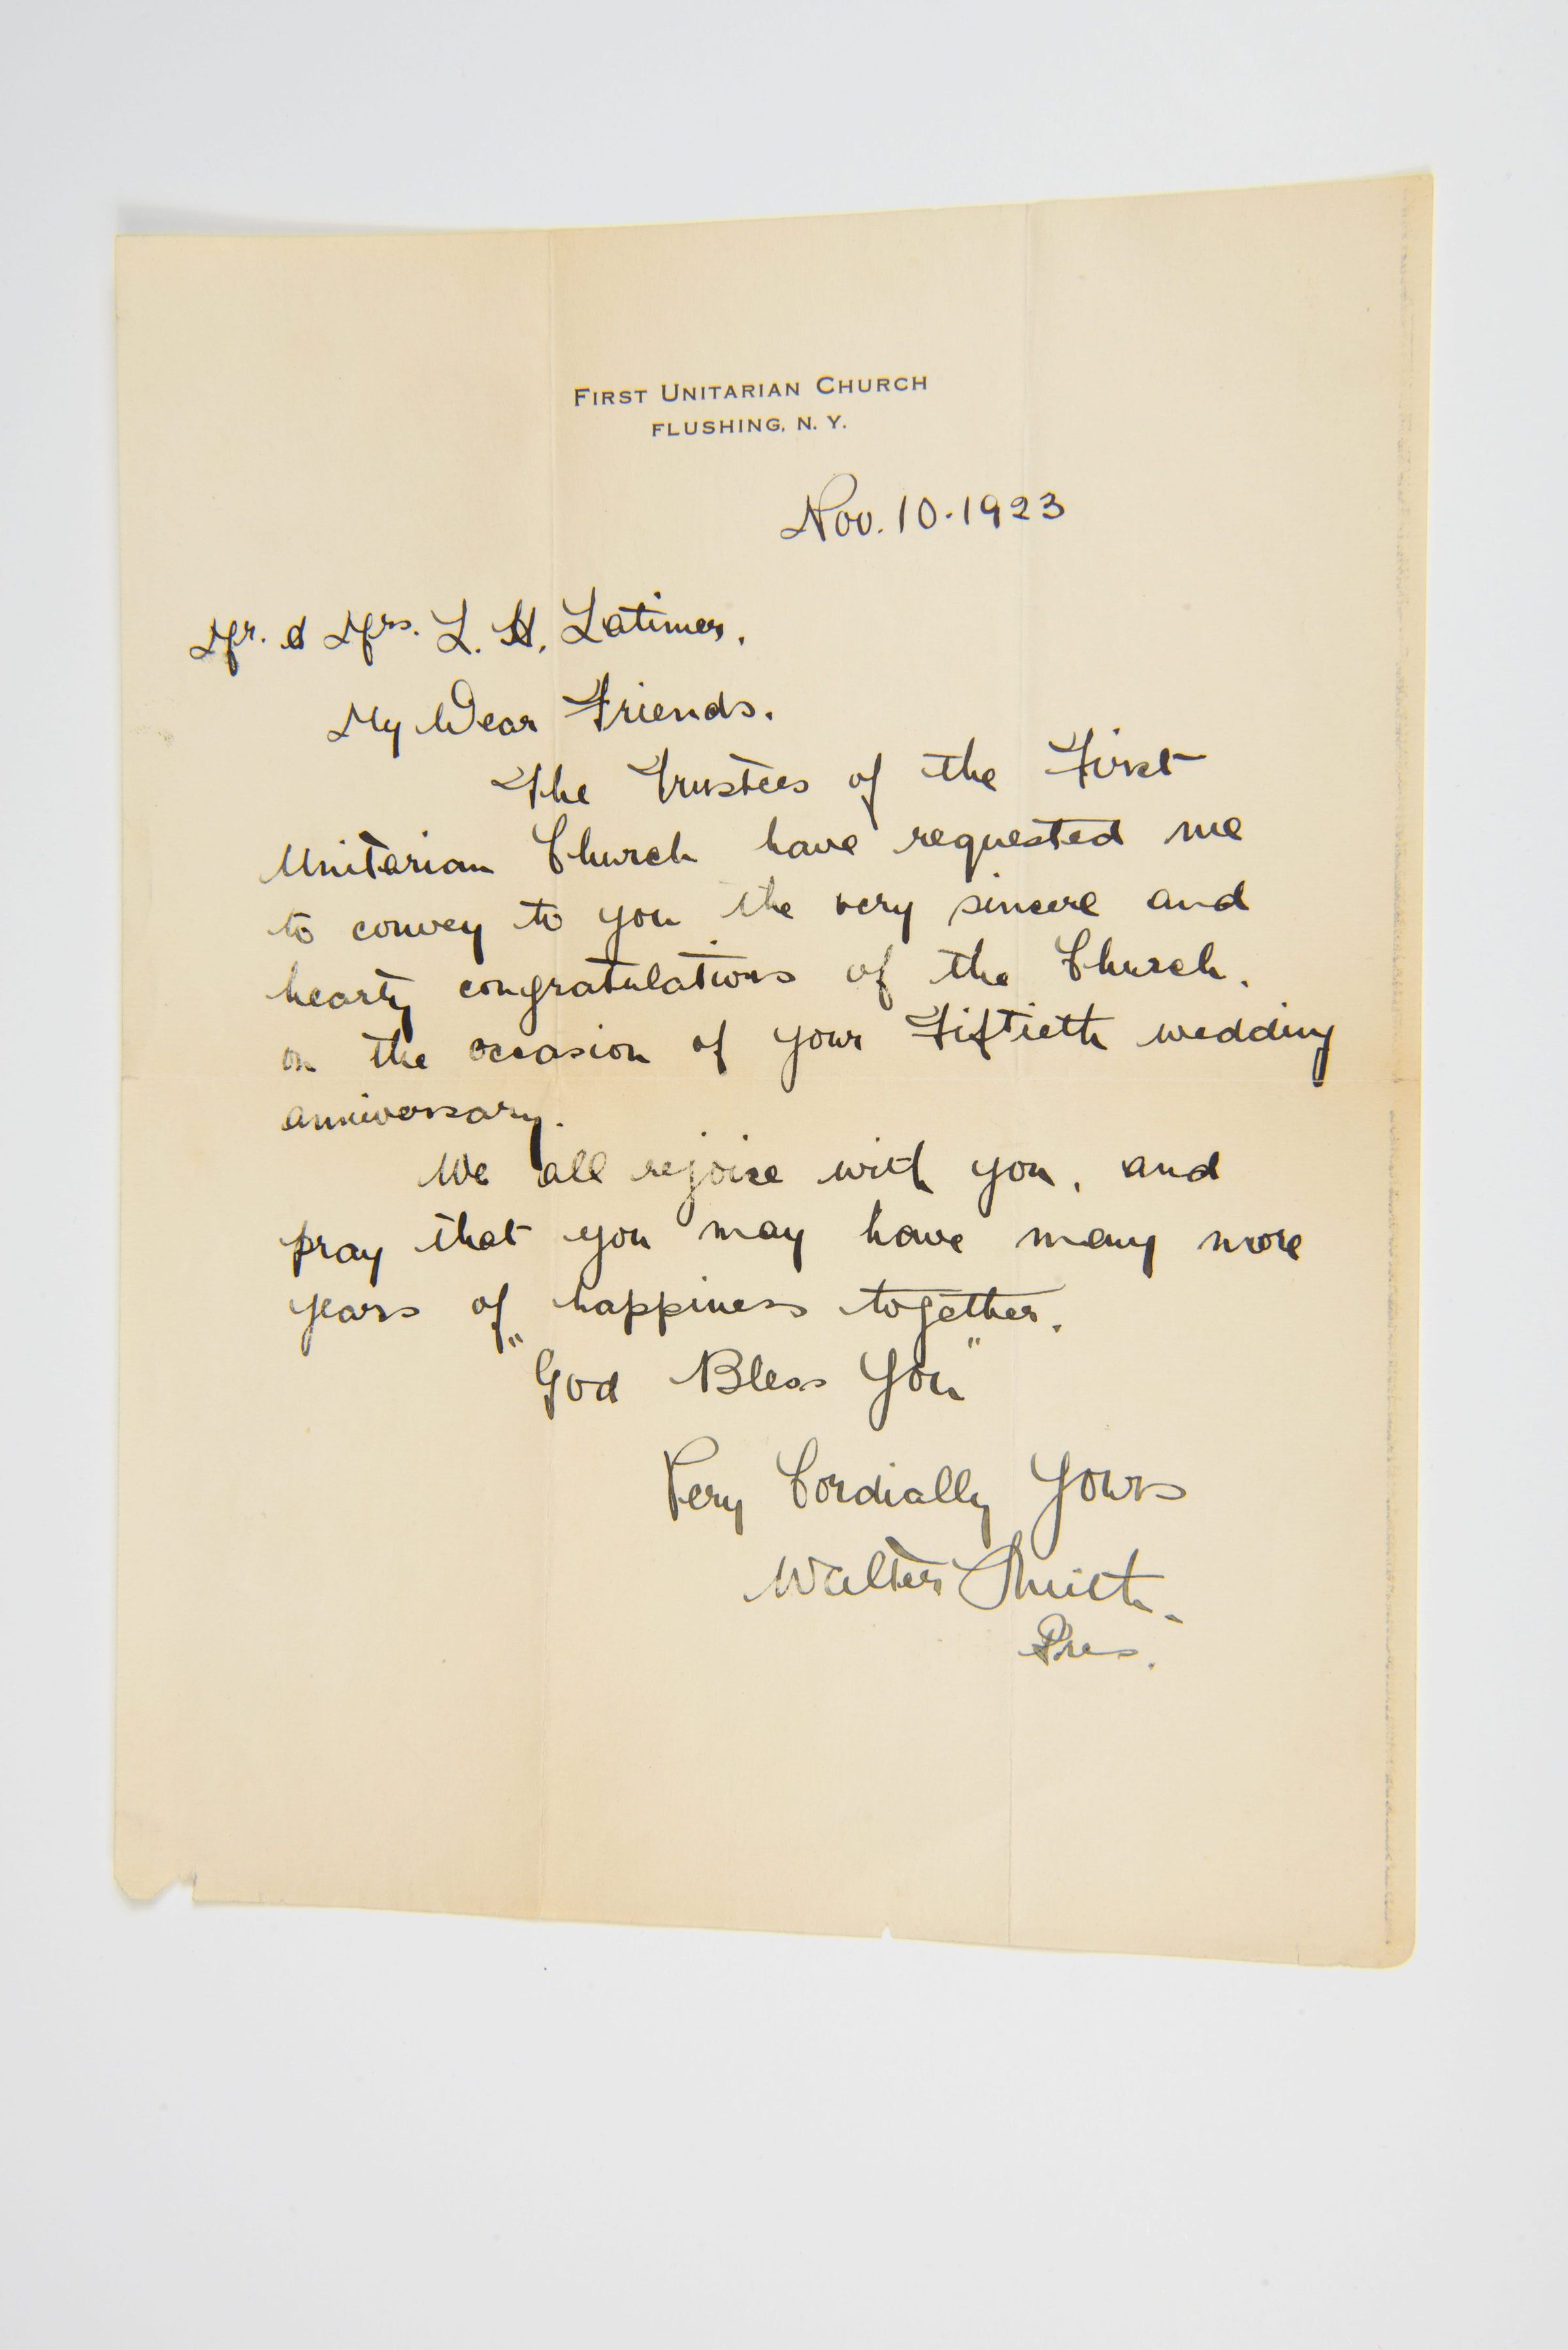 FIRST UNITARIAN CHURCH
FLUSHING, N. Y.
Nov. 10. 1923
Mr. & Mrs. L. H. Latimer,
My Dear Friends.
The Trustees of the First
Unitarian Church have requested me
to convey to you the very sincere and
hearty congratulations of the Church,
on the occasion of your Fiftieth wedding
anniversary.
We all rejoice with you, and
pray that you may have many more
years of happiness together.
"God Bless You"
Very Cordially Yours
Walter Smith.
Pres.